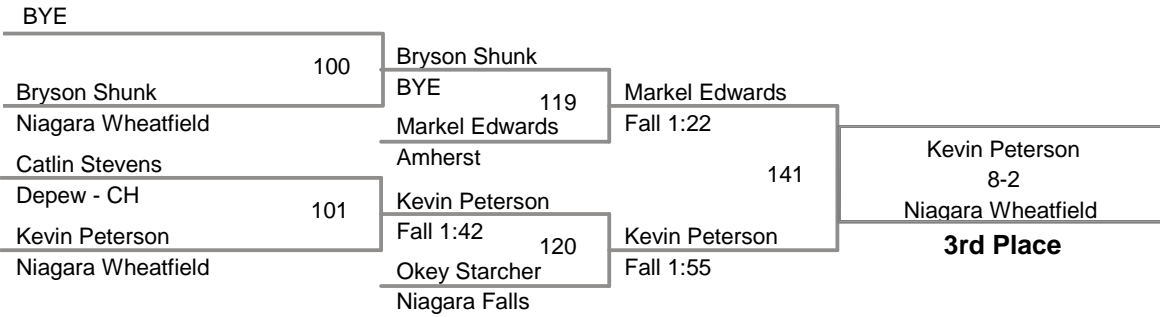 BYE
100
Bryson Shunk
Niagara Wheatfield
Catlin Stevens
Depew - CH
101
Kevin Peterson
Niagara Wheatfield
Bryson Shunk
BYE
119
Markel Edwards
Amherst
Kevin Peterson
Fall 1:42
120
Okey Starcher
Niagara Falls
Markel Edwards
Fall 1:22
141
Kevin Peterson
Fall 1:55
Kevin Peterson
8-2
Niagara Wheatfield
3rd Place